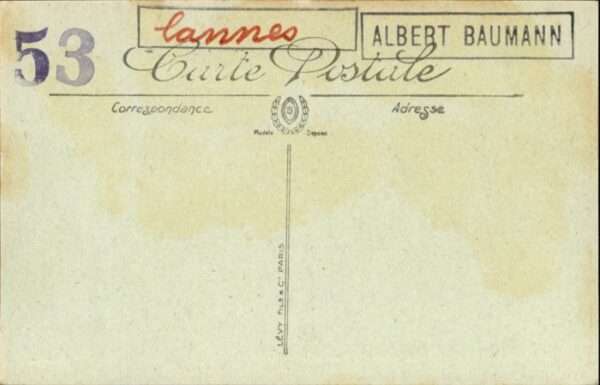 53
Cannes
ALBERT BAUMANN
Carte Postale
Correspondance
Adresse
Modèle Déposé
LÉVY FILS & Cie PARIS